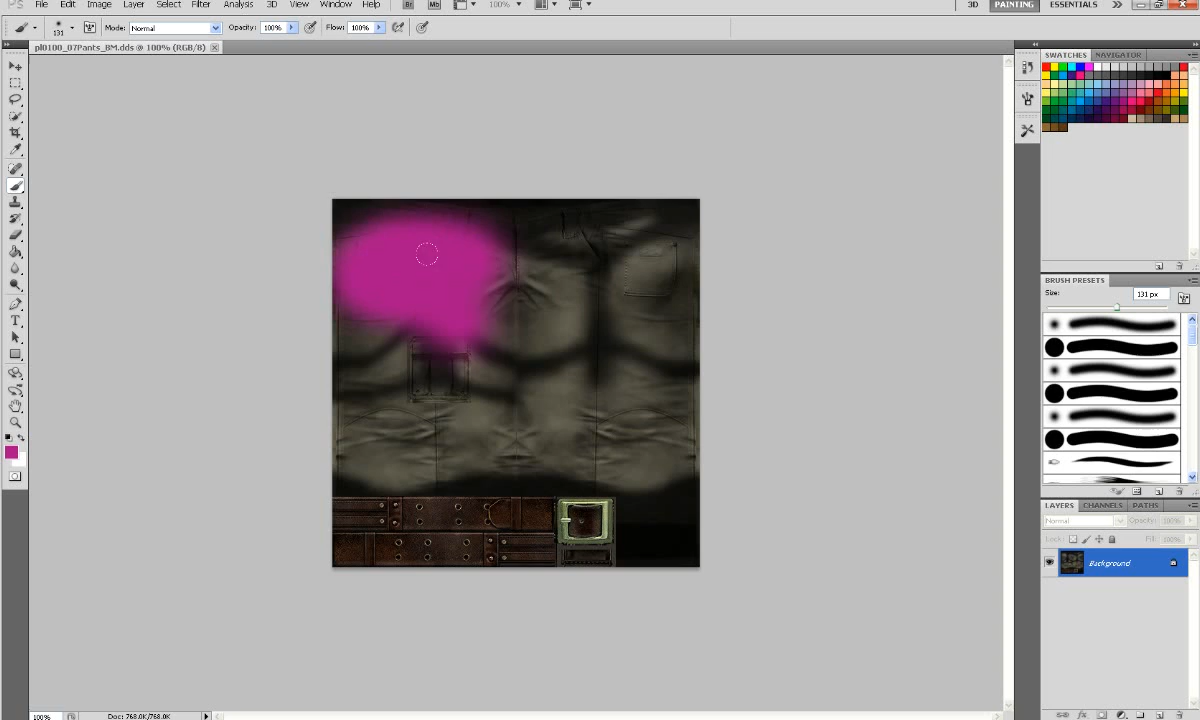 PS File Edit Image Layer Select Filter Analysis 3D View Window Help Br Mb 100% 3D PAINTING ESSENTIALS
131 Mode: Normal Opacity: 100% Flow: 100%
pl0100_07Pants_BM.dds @ 100% (RGB/8)
SWATCHES NAVIGATOR
BRUSH PRESETS
Size: 131 px
LAYERS CHANNELS PATHS
Normal Opacity: 100%
Lock: Fill: 100%
Background
100% Doc: 768.0K/768.0K